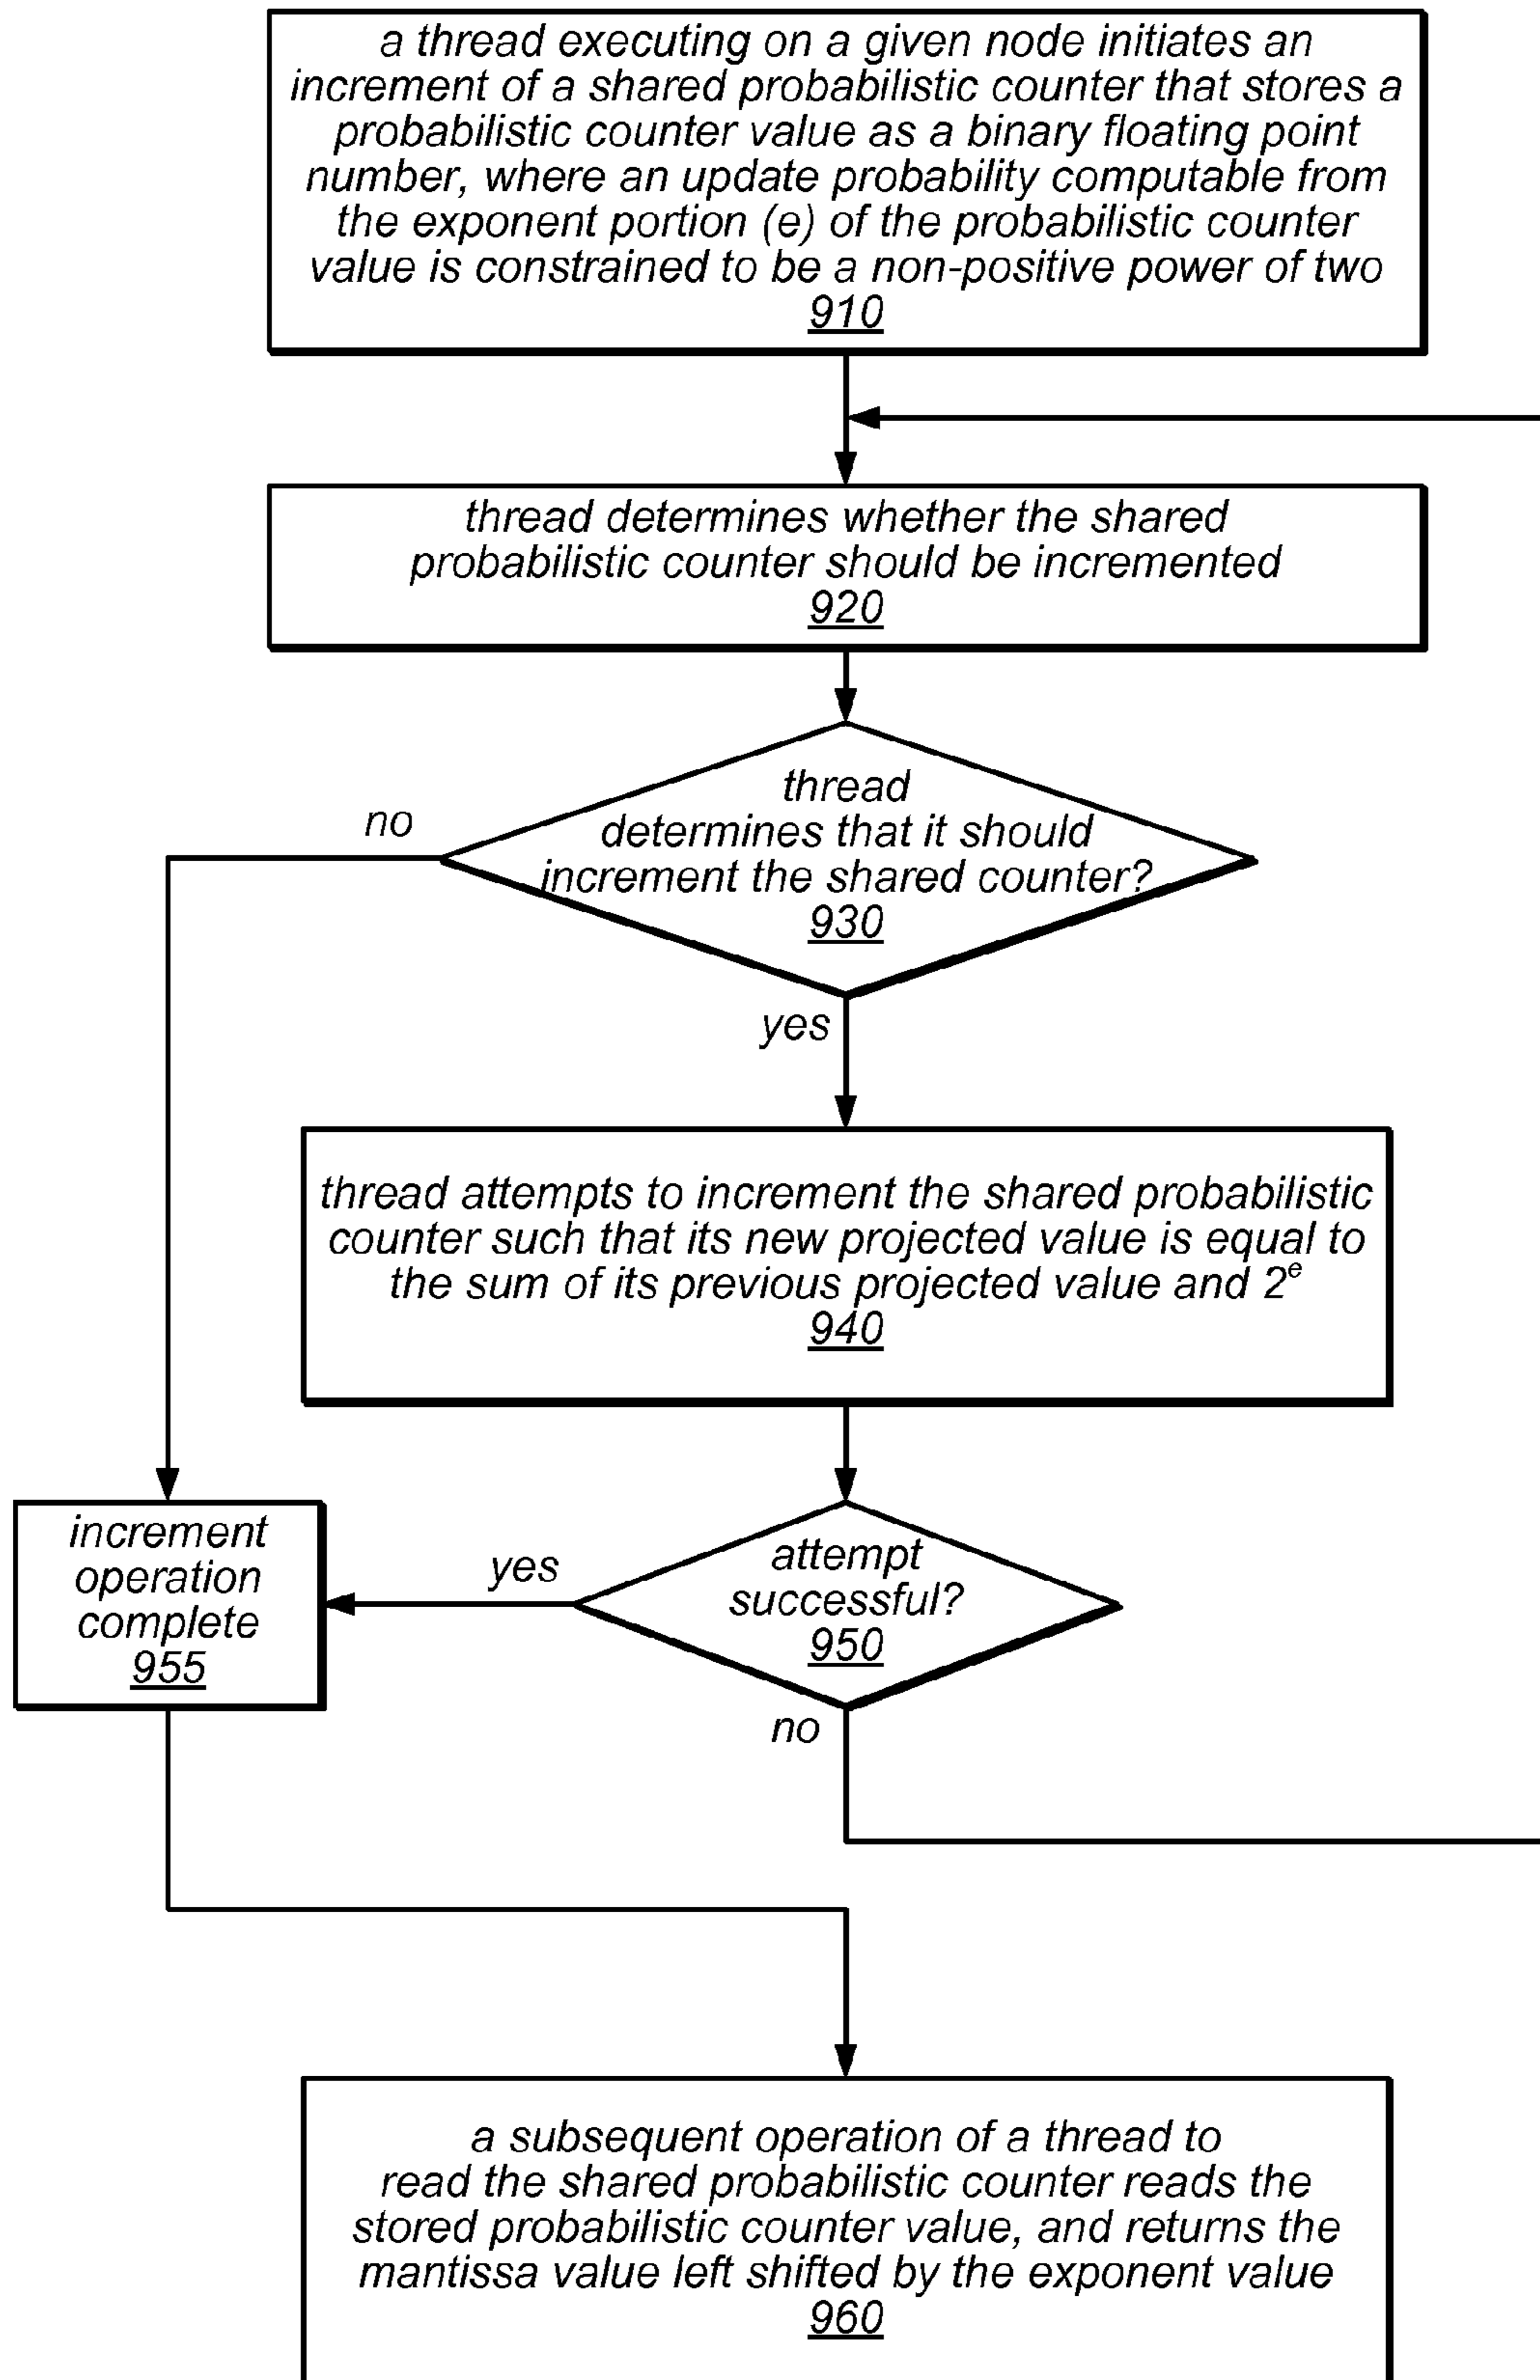 a thread executing on a given node initiates an
increment of a shared probabilistic counter that stores a
probabilistic counter value as a binary floating point
number, where an update probability computable from
the exponent portion (e) of the probabilistic counter
value is constrained to be a non-positive power of two
910
thread determines whether the shared
probabilistic counter should be incremented
920
thread
determines that it should
increment the shared counter?
930
no
yes
thread attempts to increment the shared probabilistic
counter such that its new projected value is equal to
the sum of its previous projected value and 2^e
940
attempt
successful?
950
yes
no
increment
operation
complete
955
a subsequent operation of a thread to
read the shared probabilistic counter reads the
stored probabilistic counter value, and returns the
mantissa value left shifted by the exponent value
960